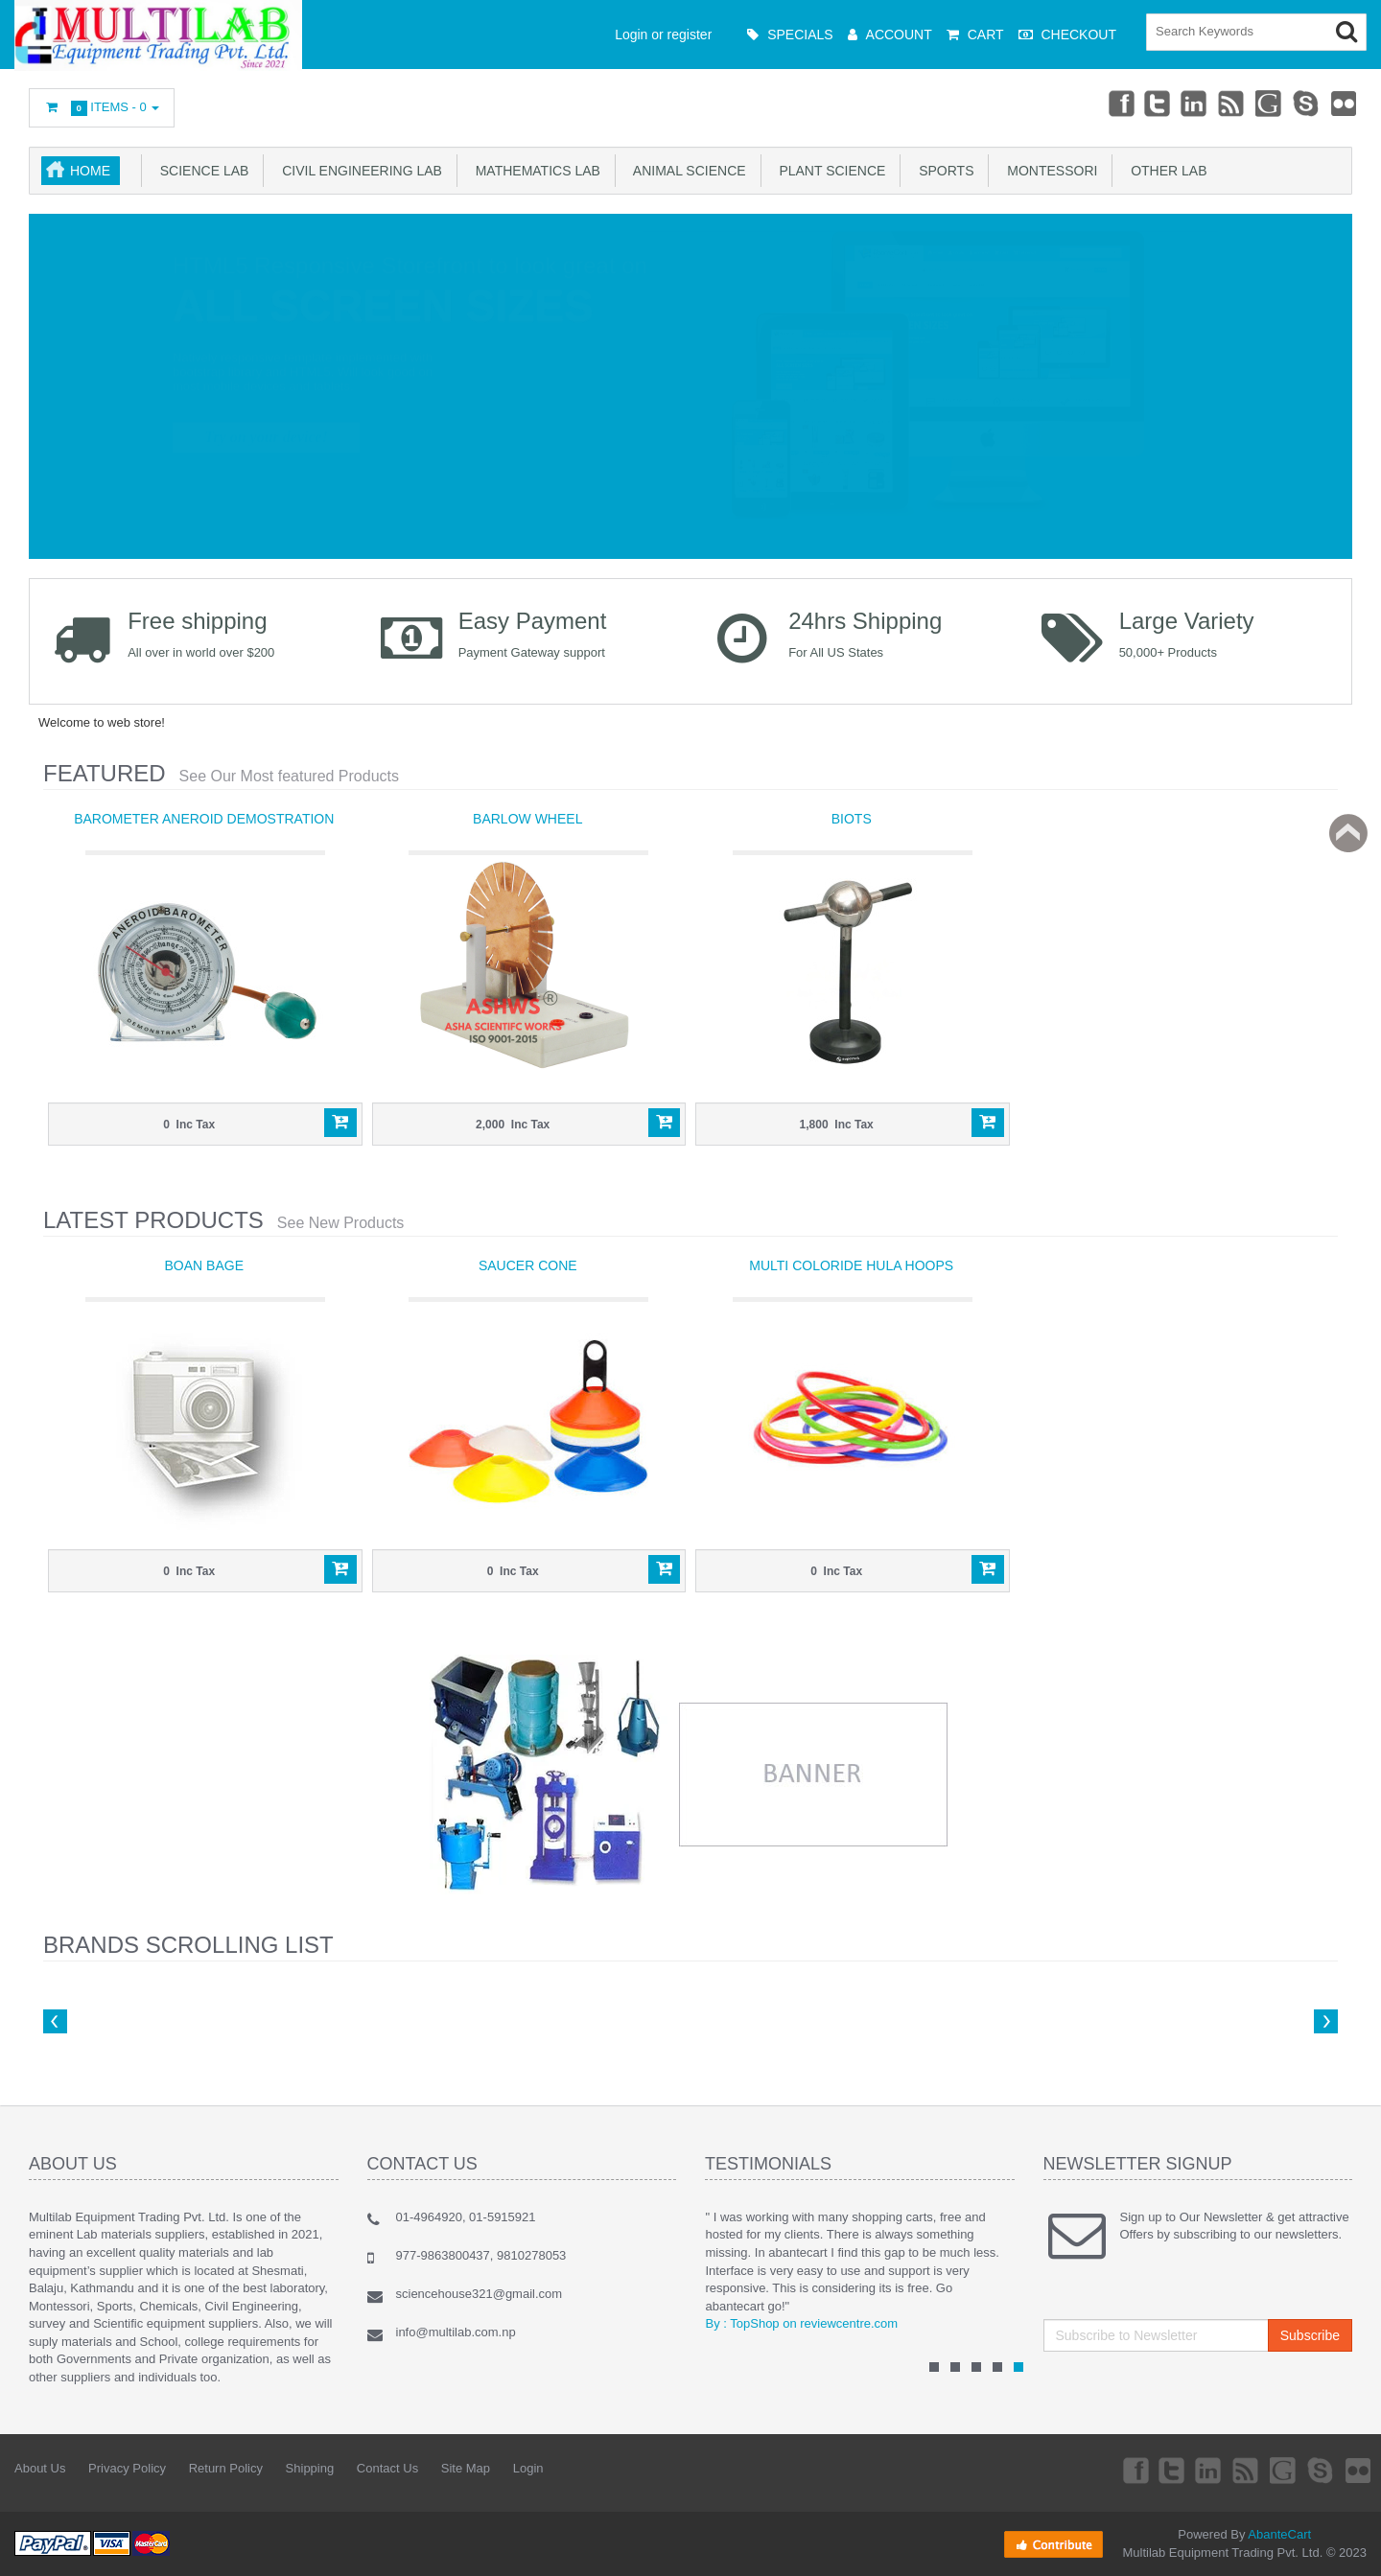 MULTILAB
Equipment Trading Pvt. Ltd.
Since 2021
Login or register
SPECIALS
ACCOUNT
CART
CHECKOUT
Search Keywords
0 ITEMS - 0
HOME
SCIENCE LAB
CIVIL ENGINEERING LAB
MATHEMATICS LAB
ANIMAL SCIENCE
PLANT SCIENCE
SPORTS
MONTESSORI
OTHER LAB
Free shipping
All over in world over $200
Easy Payment
Payment Gateway support
24hrs Shipping
For All US States
Large Variety
50,000+ Products
Welcome to web store!
FEATURED See Our Most featured Products
BAROMETER ANEROID DEMOSTRATION
BARLOW WHEEL
BIOTS
ANEROID BAROMETER
DEMONSTRATION
ASHWS®
ASHA SCIENTIFC WORKS
ISO 9001-2015
0 Inc Tax
2,000 Inc Tax
1,800 Inc Tax
LATEST PRODUCTS See New Products
BOAN BAGE
SAUCER CONE
MULTI COLORIDE HULA HOOPS
0 Inc Tax
0 Inc Tax
0 Inc Tax
BANNER
BRANDS SCROLLING LIST
ABOUT US
Multilab Equipment Trading Pvt. Ltd. Is one of the
eminent Lab materials suppliers, established in 2021,
having an excellent quality materials and lab
equipment's supplier which is located at Shesmati,
Balaju, Kathmandu and it is one of the best laboratory,
Montessori, Sports, Chemicals, Civil Engineering,
survey and Scientific equipment suppliers. Also, we will
suply materials and School, college requirements for
both Governments and Private organization, as well as
other suppliers and individuals too.
CONTACT US
01-4964920, 01-5915921
977-9863800437, 9810278053
sciencehouse321@gmail.com
info@multilab.com.np
TESTIMONIALS
" I was working with many shopping carts, free and
hosted for my clients. There is always something
missing. In abantecart I find this gap to be much less.
Interface is very easy to use and support is very
responsive. This is considering its is free. Go
abantecart go!"
By : TopShop on reviewcentre.com
NEWSLETTER SIGNUP
Sign up to Our Newsletter & get attractive
Offers by subscribing to our newsletters.
Subscribe to Newsletter
Subscribe
About Us
Privacy Policy
Return Policy
Shipping
Contact Us
Site Map
Login
PayPal
VISA
MasterCard
Contribute
Powered By AbanteCart
Multilab Equipment Trading Pvt. Ltd. © 2023